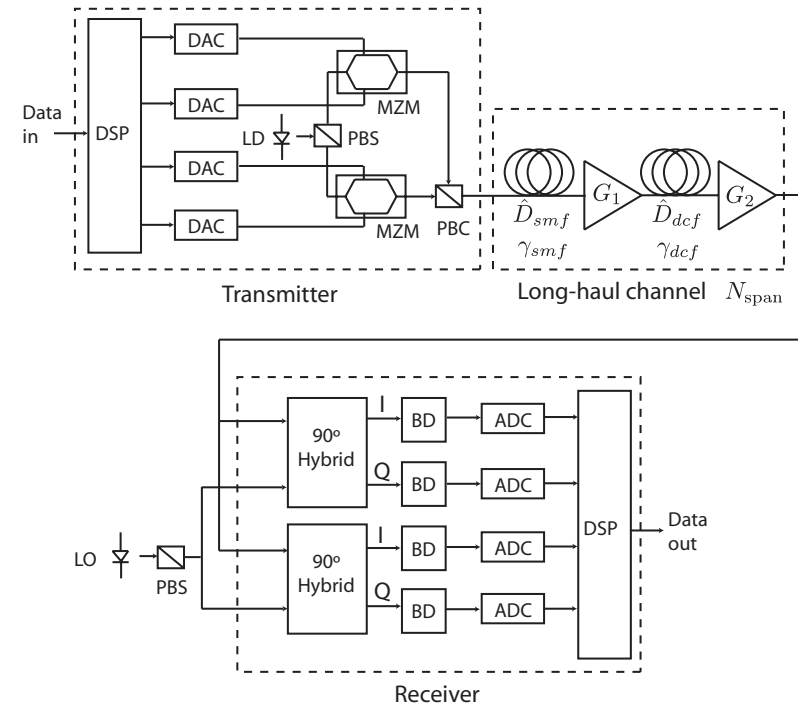 DAC
Data
in
DSP
DAC
MZM
LD
PBS
DAC
DAC
MZM
PBC
Transmitter
G₁
G₂
D̂smf
D̂dcf
γsmf
γdcf
Long-haul channel Nspan
90º
Hybrid
I
BD
ADC
Q
BD
ADC
DSP
Data
out
LO
PBS
90º
Hybrid
I
BD
ADC
Q
BD
ADC
Receiver